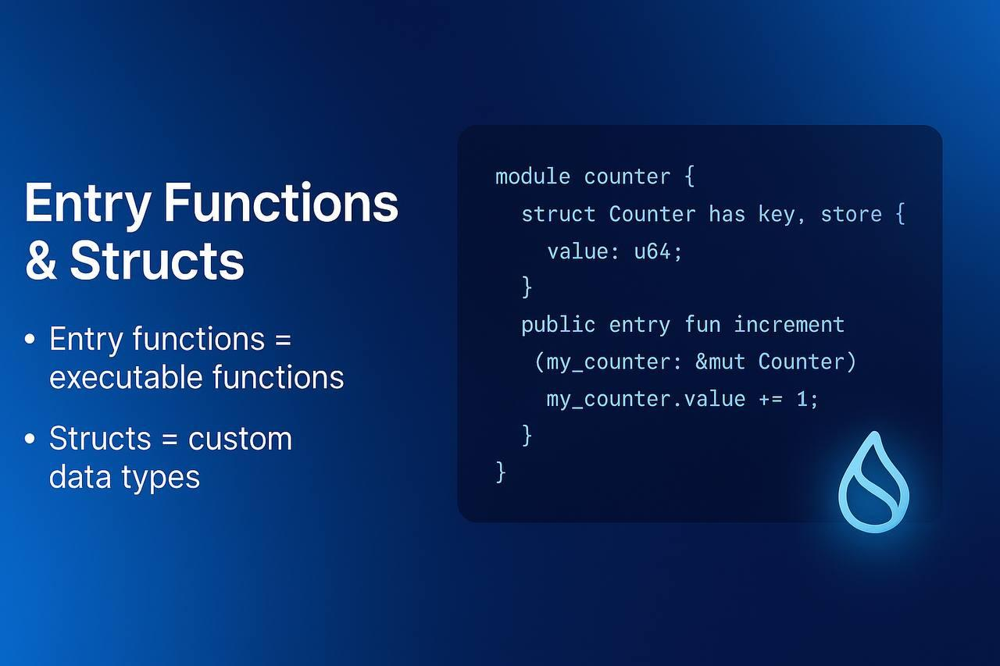 Entry Functions
& Structs
• Entry functions =
executable functions
• Structs = custom
data types
module counter {
  struct Counter has key, store {
    value: u64;
  }
  public entry fun increment
   (my_counter: &mut Counter)
    my_counter.value += 1;
  }
}